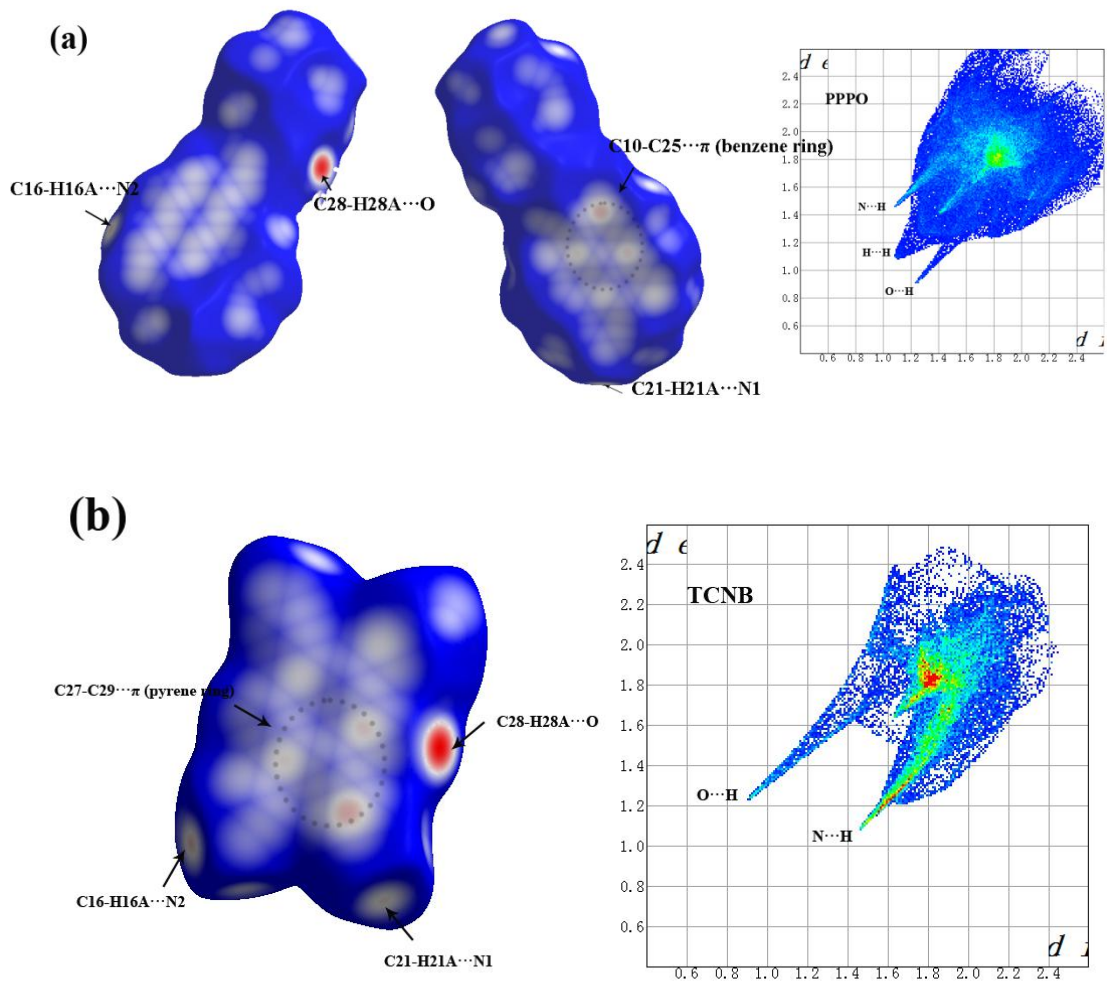 (a)
C16-H16A···N2
C28-H28A···O
C10-C25···π (benzene ring)
C21-H21A···N1
d e
PPPO
2.4
2.2
2.0
1.8
1.6
1.4
1.2
1.0
0.8
0.6
N···H
H···H
O···H
d i
0.6 0.8 1.0 1.2 1.4 1.6 1.8 2.0 2.2 2.4
(b)
C27-C29···π (pyrene ring)
C28-H28A···O
C16-H16A···N2
C21-H21A···N1
d e
TCNB
2.4
2.2
2.0
1.8
1.6
1.4
1.2
1.0
0.8
0.6
O···H
N···H
d i
0.6 0.8 1.0 1.2 1.4 1.6 1.8 2.0 2.2 2.4